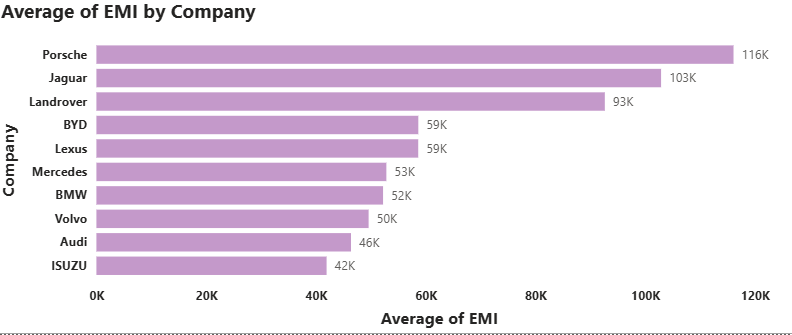 Average of EMI by Company
Company
Porsche 116K
Jaguar 103K
Landrover 93K
BYD 59K
Lexus 59K
Mercedes 53K
BMW 52K
Volvo 50K
Audi 46K
ISUZU 42K
0K 20K 40K 60K 80K 100K 120K
Average of EMI